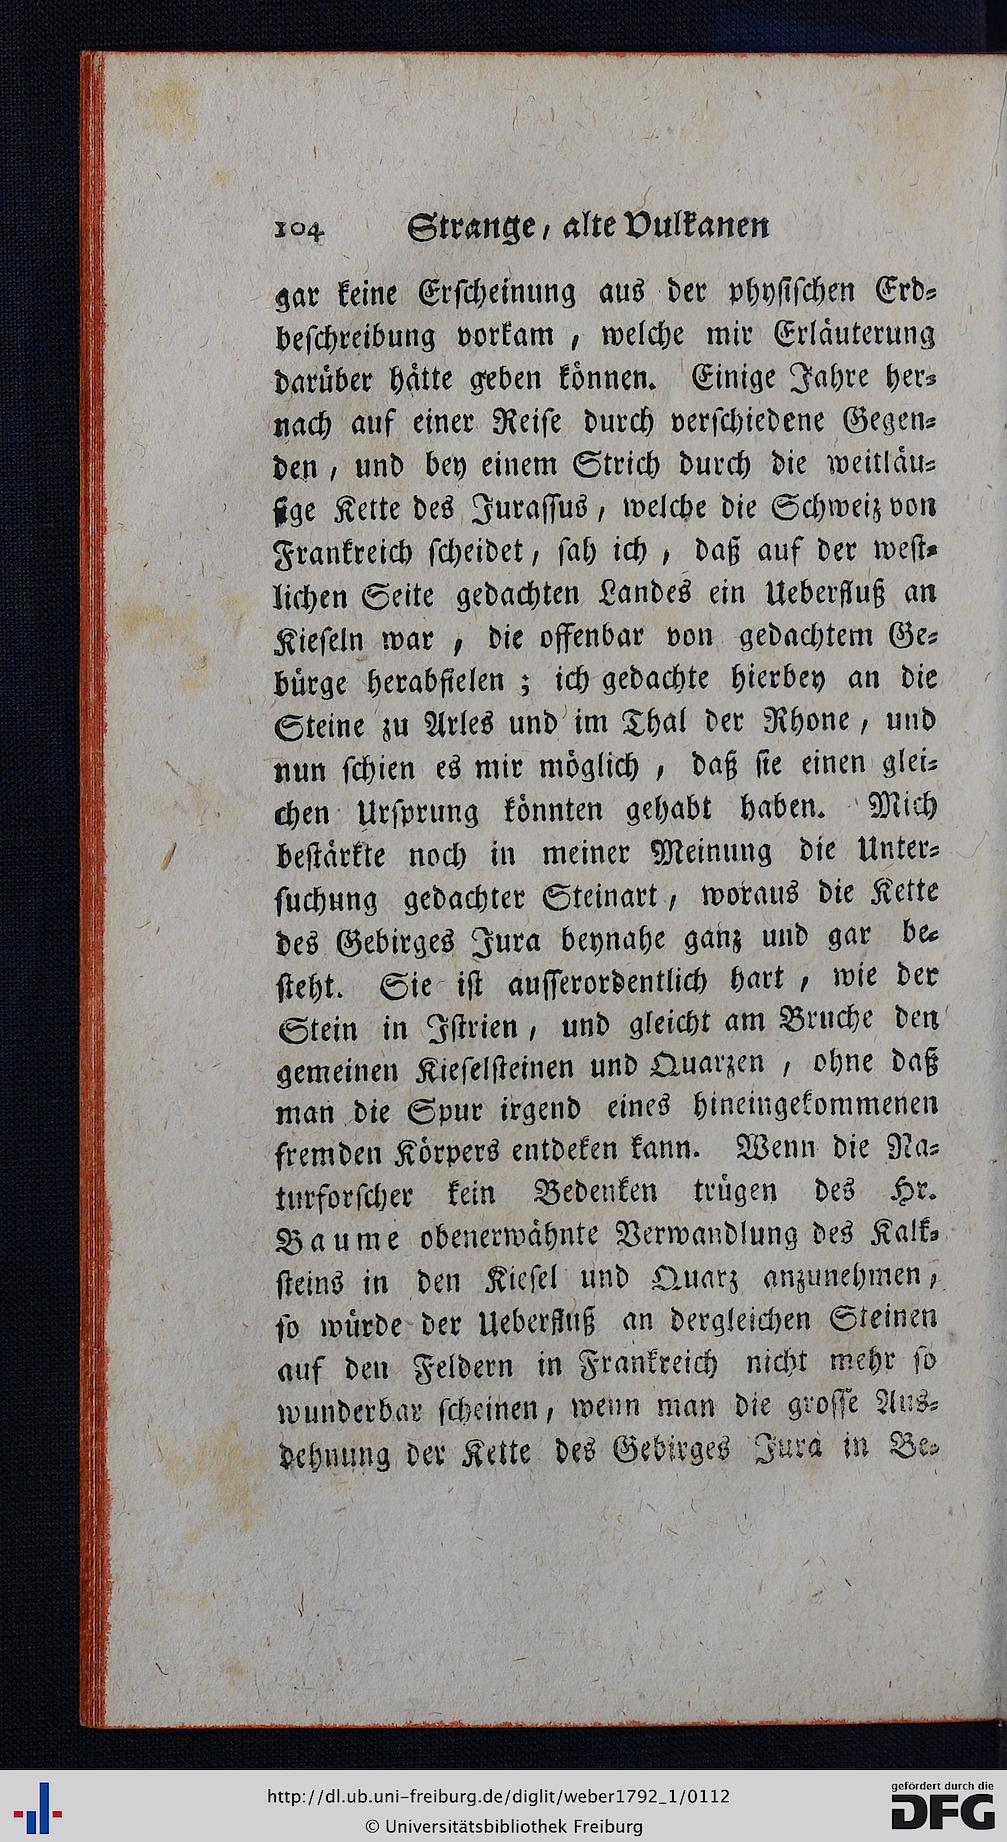 104 Strange, alte Vulkanen
gar keine Erscheinung aus der physischen Erd-
beschreibung vorkam , welche mir Erläuterung
darüber hätte geben können. Einige Jahre her-
nach auf einer Reise durch verschiedene Gegen-
den , und bey einem Strich durch die weitläu-
fige Kette des Jurassus, welche die Schweiz von
Frankreich scheidet, sah ich , daß auf der west-
lichen Seite gedachten Landes ein Ueberfluß an
Kieseln war , die offenbar von gedachtem Ge-
bürge herabfielen ; ich gedachte hierbey an die
Steine zu Arles und im Thal der Rhone, und
nun schien es mir möglich , daß sie einen glei-
chen Ursprung könnten gehabt haben. Mich
bestärkte noch in meiner Meinung die Unter-
suchung gedachter Steinart, woraus die Kette
des Gebirges Jura beynahe ganz und gar be-
steht. Sie ist ausserordentlich hart , wie der
Stein in Istrien, und gleicht am Bruche den
gemeinen Kieselsteinen und Quarzen , ohne daß
man die Spur irgend eines hineingekommenen
fremden Körpers entdeken kann. Wenn die Na-
turforscher kein Bedenken trügen des Hr.
Baume obenerwähnte Verwandlung des Kalk-
steins in den Kiesel und Quarz anzunehmen,
so würde der Ueberfluß an dergleichen Steinen
auf den Feldern in Frankreich nicht mehr so
wunderbar scheinen, wenn man die grosse Aus-
dehnung der Kette des Gebirges Jura in Be-
http://dl.ub.uni-freiburg.de/diglit/weber1792_1/0112
© Universitätsbibliothek Freiburg
gefördert durch die
DFG